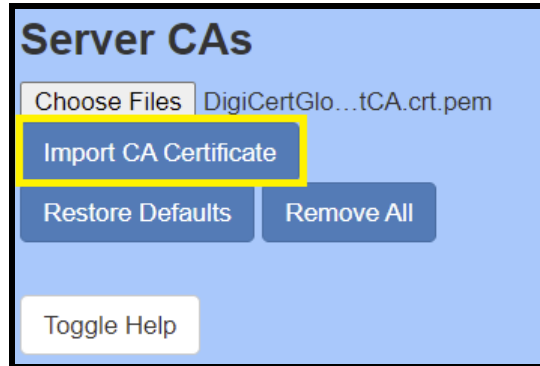 Server CAs
Choose Files DigiCertGlo…tCA.crt.pem
Import CA Certificate
Restore Defaults Remove All
Toggle Help